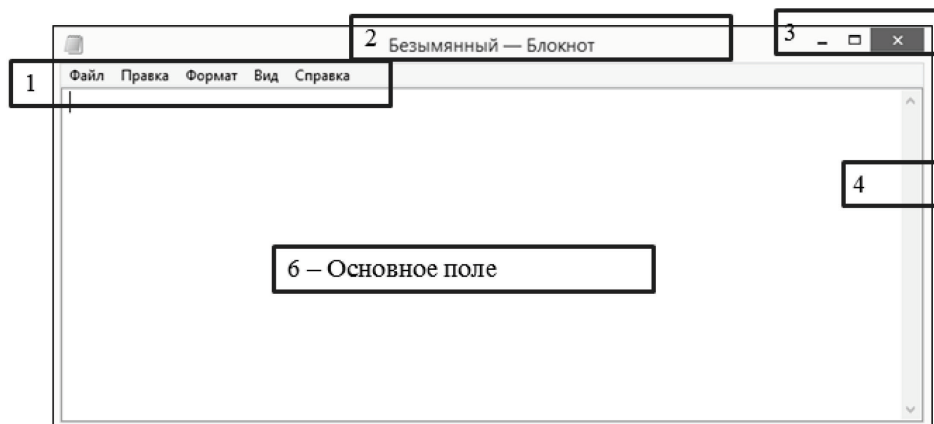 2 Безымянный — Блокнот
3
1 Файл Правка Формат Вид Справка
4
6 – Основное поле